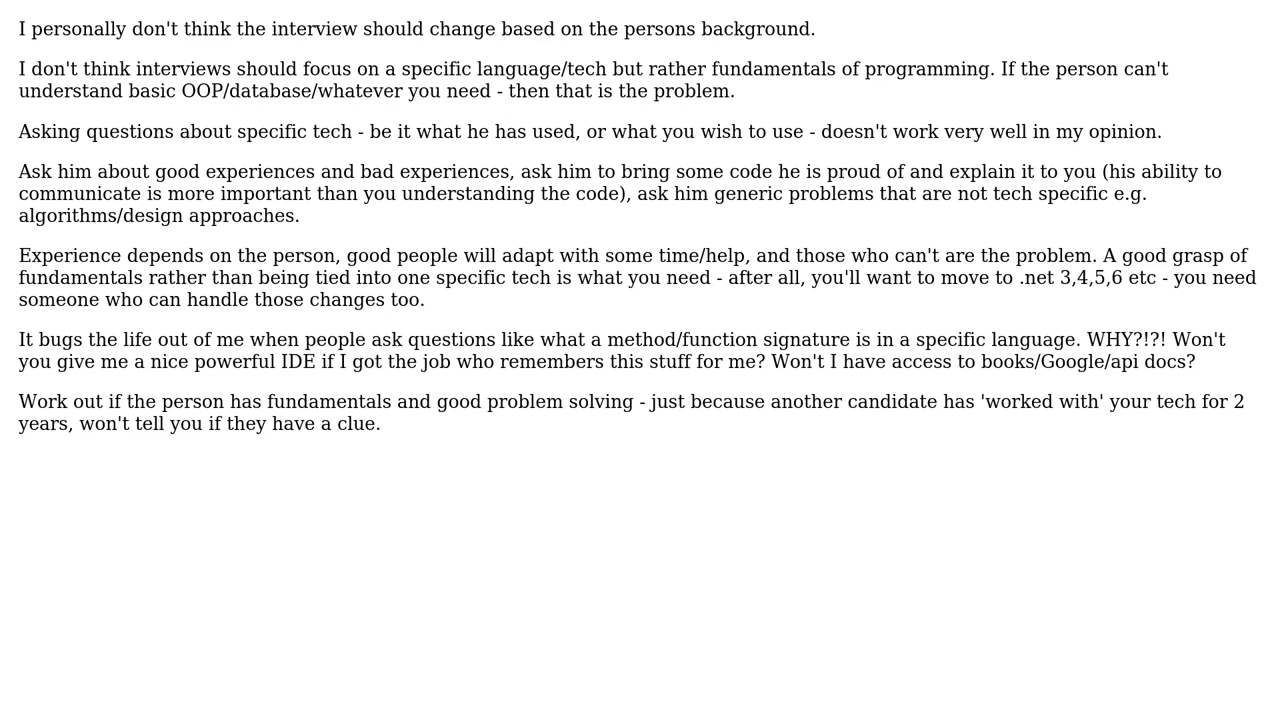 I personally don't think the interview should change based on the persons background.
I don't think interviews should focus on a specific language/tech but rather fundamentals of programming. If the person can't
understand basic OOP/database/whatever you need - then that is the problem.
Asking questions about specific tech - be it what he has used, or what you wish to use - doesn't work very well in my opinion.
Ask him about good experiences and bad experiences, ask him to bring some code he is proud of and explain it to you (his ability to
communicate is more important than you understanding the code), ask him generic problems that are not tech specific e.g.
algorithms/design approaches.
Experience depends on the person, good people will adapt with some time/help, and those who can't are the problem. A good grasp of
fundamentals rather than being tied into one specific tech is what you need - after all, you'll want to move to .net 3,4,5,6 etc - you need
someone who can handle those changes too.
It bugs the life out of me when people ask questions like what a method/function signature is in a specific language. WHY?!?! Won't
you give me a nice powerful IDE if I got the job who remembers this stuff for me? Won't I have access to books/Google/api docs?
Work out if the person has fundamentals and good problem solving - just because another candidate has 'worked with' your tech for 2
years, won't tell you if they have a clue.